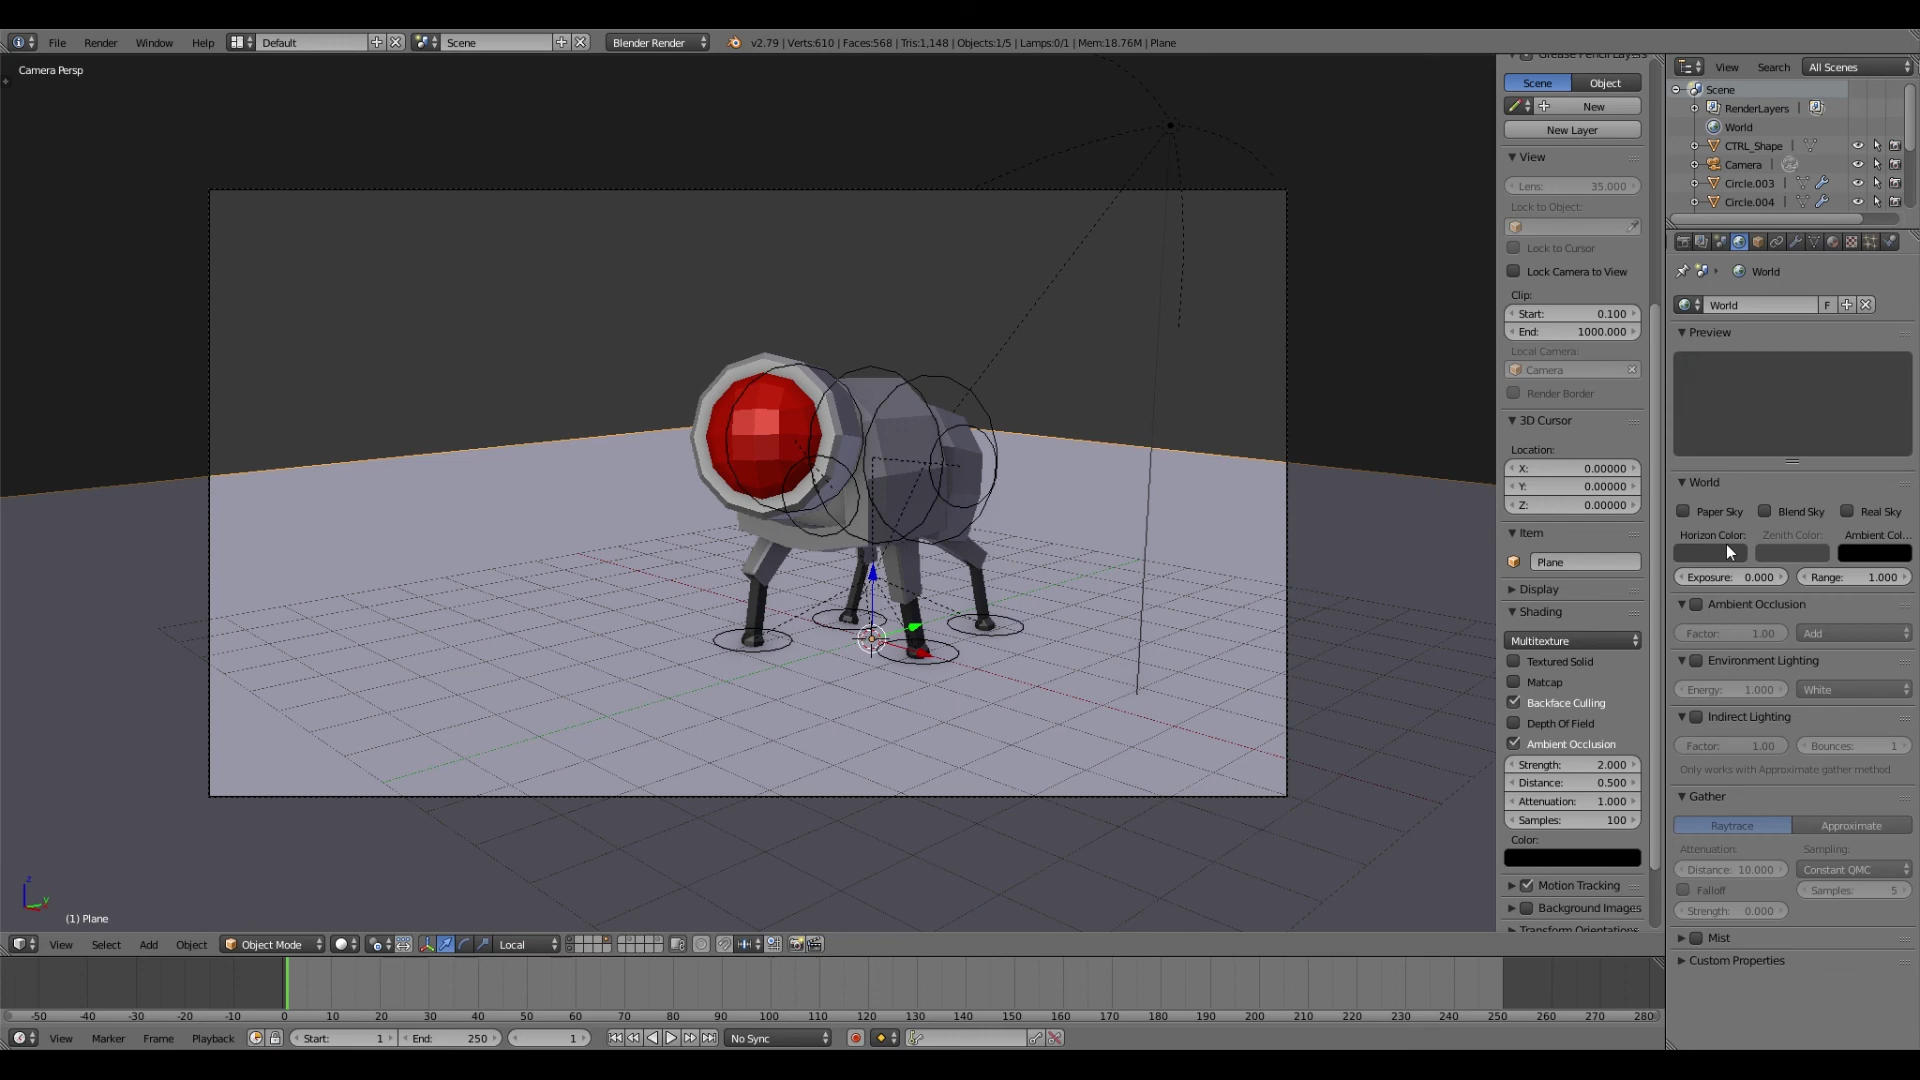 File Render Window Help Default Scene Blender Render v2.79 | Verts:610 | Faces:568 | Tris:1,148 | Objects:1/5 | Lamps:0/1 | Mem:18.76M | Plane
Camera Persp
(1) Plane
Grease Pencil Layers
Scene Object
New
New Layer
View
Lens: 35.000
Lock to Object:
Lock to Cursor
Lock Camera to View
Clip:
Start: 0.100
End: 1000.000
Local Camera:
Camera
Render Border
3D Cursor
Location:
X: 0.00000
Y: 0.00000
Z: 0.00000
Item
Plane
Display
Shading
Multitexture
Textured Solid
Matcap
Backface Culling
Depth Of Field
Ambient Occlusion
Strength: 2.000
Distance: 0.500
Attenuation: 1.000
Samples: 100
Color:
Motion Tracking
Background Images
Transform Orientations
View Search All Scenes
Scene
RenderLayers
World
CTRL_Shape
Camera
Circle.003
Circle.004
World
World F
Preview
World
Paper Sky Blend Sky Real Sky
Horizon Color: Zenith Color: Ambient Col...
Exposure: 0.000 Range: 1.000
Ambient Occlusion
Factor: 1.00 Add
Environment Lighting
Energy: 1.000 White
Indirect Lighting
Factor: 1.00 Bounces: 1
Only works with Approximate gather method
Gather
Raytrace Approximate
Attenuation: Sampling:
Distance: 10.000 Constant QMC
Falloff Samples: 5
Strength: 0.000
Mist
Custom Properties
z
y
View Select Add Object Object Mode Local
-50 -40 -30 -20 -10 0 10 20 30 40 50 60 70 80 90 100 110 120 130 140 150 160 170 180 190 200 210 220 230 240 250 260 270 280
View Marker Frame Playback Start: 1 End: 250 1 No Sync